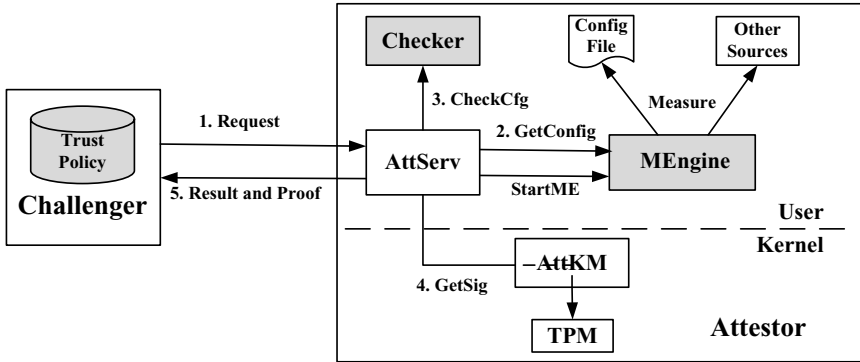 Checker
Config
File
Other
Sources
Trust
Policy
Challenger
1. Request
3. CheckCfg
Measure
2. GetConfig
AttServ
MEngine
5. Result and Proof
StartME
User
Kernel
4. GetSig
AttKM
TPM
Attestor